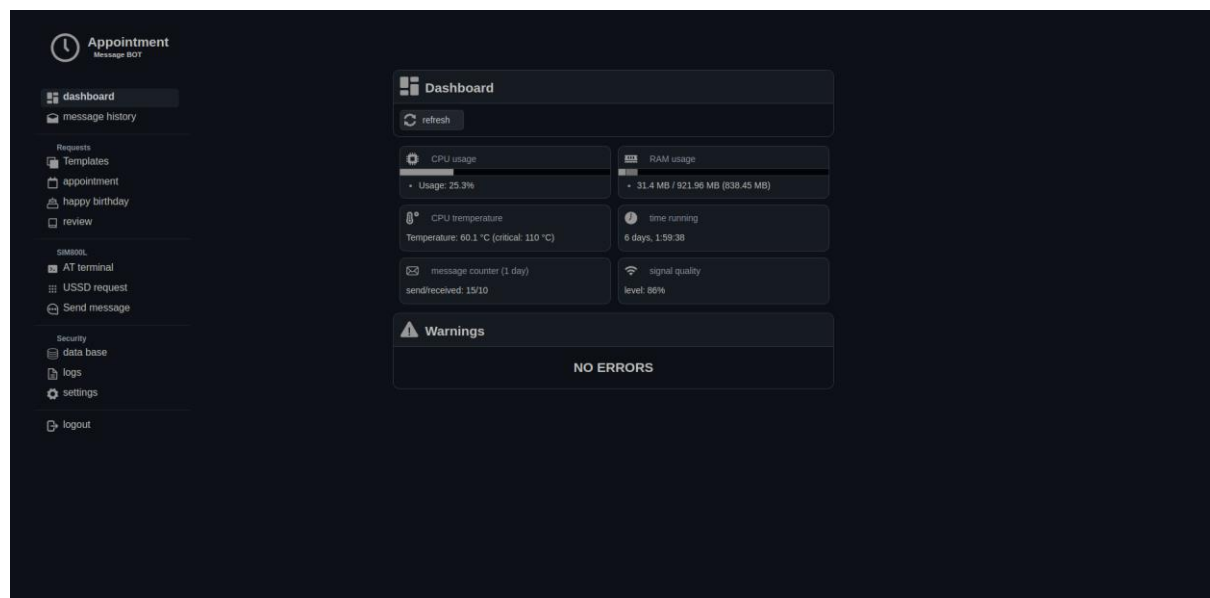 Appointment
Message BOT
dashboard
message history
Requests
Templates
appointment
happy birthday
review
SIM800L
AT terminal
USSD request
Send message
Security
data base
logs
settings
logout
Dashboard
refresh
CPU usage
• Usage: 25.3%
RAM usage
• 31.4 MB / 921.96 MB (838.45 MB)
CPU tremperature
Temperature: 60.1 °C (critical: 110 °C)
time running
6 days, 1:59:38
message counter (1 day)
send/received: 15/10
signal quality
level: 86%
Warnings
NO ERRORS